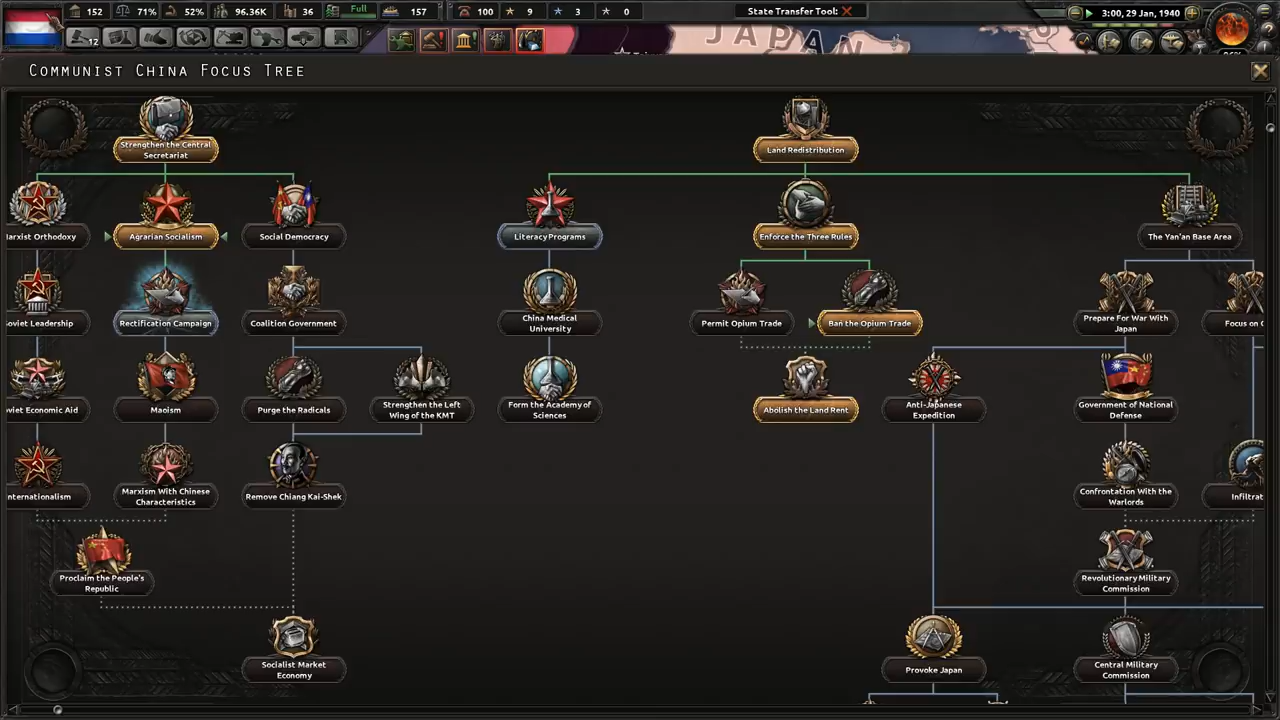 152 71% 52% 96.36K 36 Full 157 100 9 3 0 State Transfer Tool: 3:00, 29 Jan, 1940
12
JAPAN
Communist China Focus Tree
Strengthen the Central
Secretariat
Land Redistribution
arxist Orthodoxy
Agrarian Socialism
Social Democracy
Literacy Programs
Enforce the Three Rules
The Yan'an Base Area
oviet Leadership
Rectification Campaign
Coalition Government
China Medical
University
Permit Opium Trade
Ban the Opium Trade
Prepare For War With
Japan
Focus on C
oviet Economic Aid
Maoism
Purge the Radicals
Strengthen the Left
Wing of the KMT
Form the Academy of
Sciences
Abolish the Land Rent
Anti-Japanese
Expedition
Government of National
Defense
nternationalism
Marxism With Chinese
Characteristics
Remove Chiang Kai-Shek
Confrontation With the
Warlords
Infiltrat
Proclaim the People's
Republic
Revolutionary Military
Commission
Socialist Market
Economy
Provoke Japan
Central Military
Commission